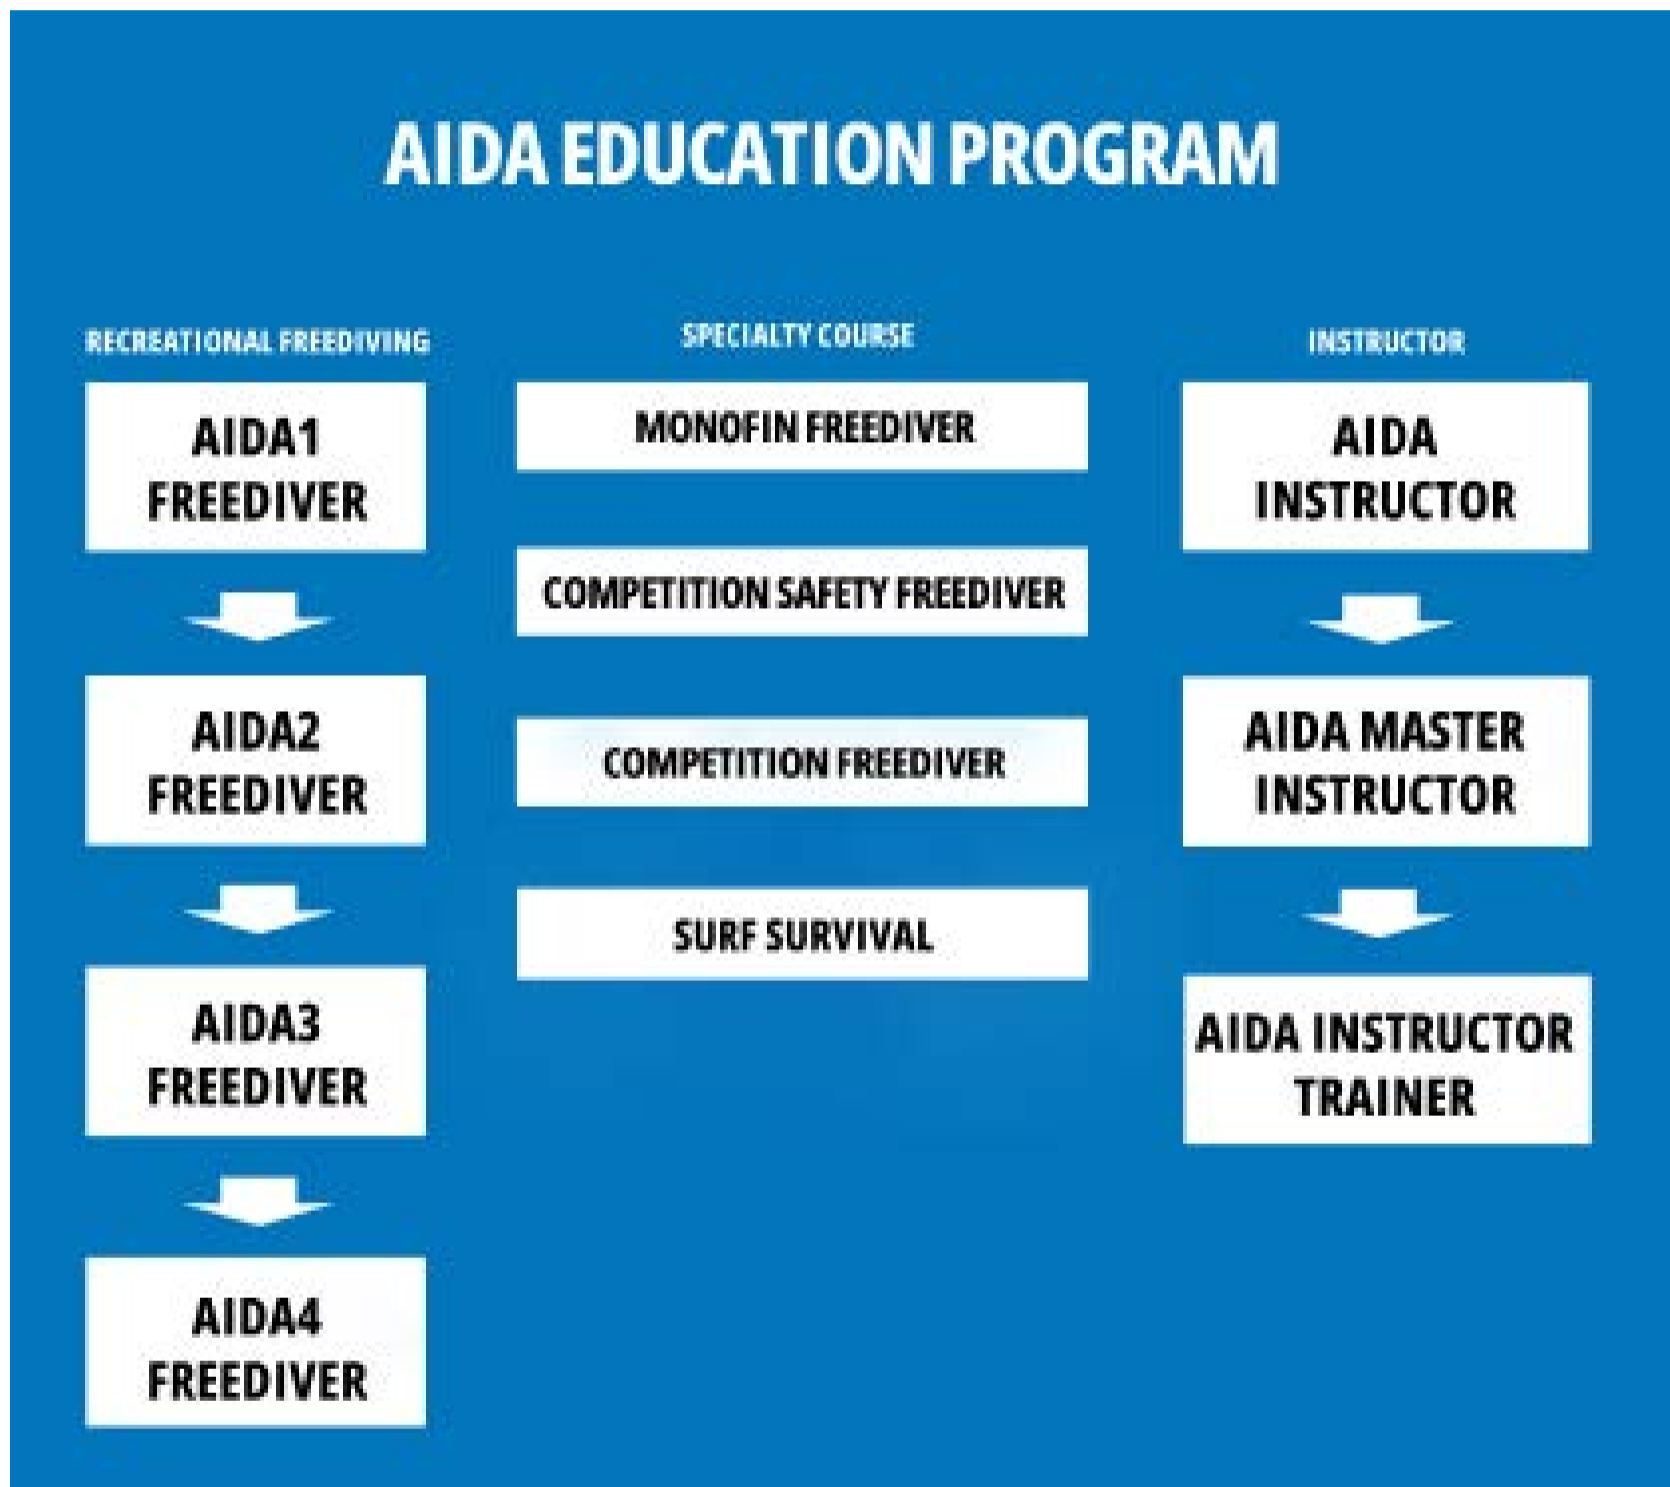 AIDA EDUCATION PROGRAM
RECREATIONAL FREEDIVING
AIDA1
FREEDIVER
AIDA2
FREEDIVER
AIDA3
FREEDIVER
AIDA4
FREEDIVER
SPECIALTY COURSE
MONOFIN FREEDIVER
COMPETITION SAFETY FREEDIVER
COMPETITION FREEDIVER
SURF SURVIVAL
INSTRUCTOR
AIDA
INSTRUCTOR
AIDA MASTER
INSTRUCTOR
AIDA INSTRUCTOR
TRAINER